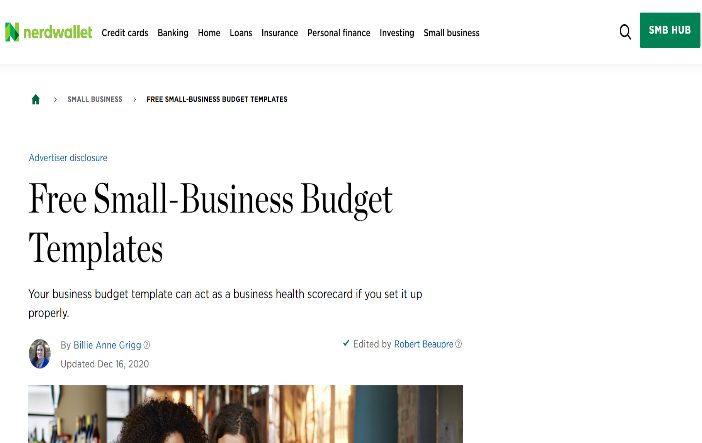 nerdwallet Credit cards Banking Home Loans Insurance Personal finance Investing Small business SMB HUB
SMALL BUSINESS > FREE SMALL-BUSINESS BUDGET TEMPLATES
Advertiser disclosure
Free Small-Business Budget
Templates
Your business budget template can act as a business health scorecard if you set it up
properly.
By Billie Anne Grigg ✓ Edited by Robert Beaupre
Updated Dec 16, 2020